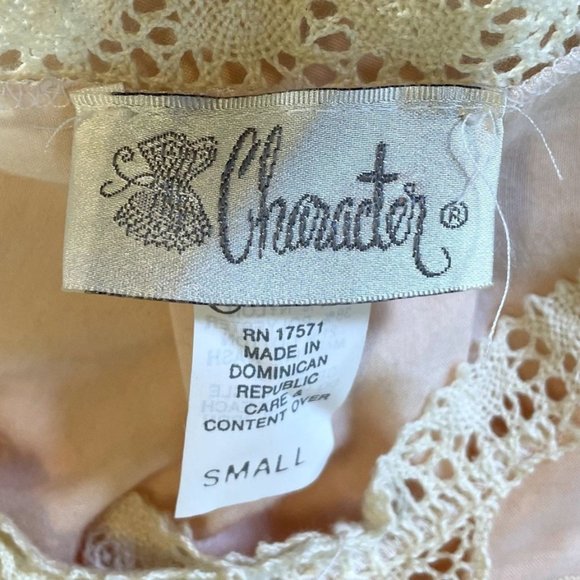 Character®
RN 17571
MADE IN
DOMINICAN
REPUBLIC
CARE &
CONTENT OVER
SMALL